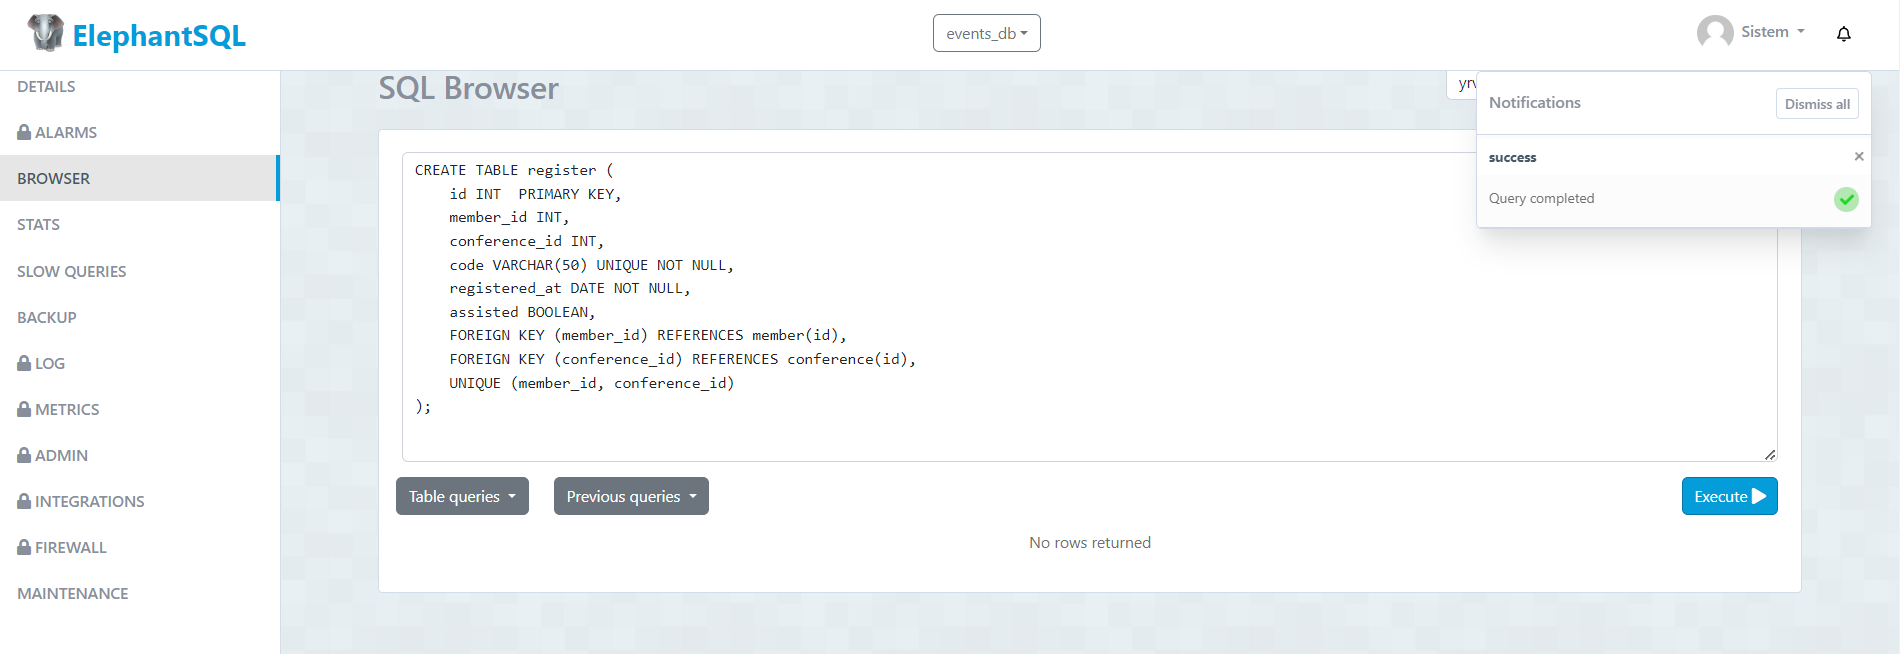 ElephantSQL
events_db
Sistem
DETAILS
ALARMS
BROWSER
STATS
SLOW QUERIES
BACKUP
LOG
METRICS
ADMIN
INTEGRATIONS
FIREWALL
MAINTENANCE
SQL Browser
Notifications
Dismiss all
success
Query completed
CREATE TABLE register (
    id INT  PRIMARY KEY,
    member_id INT,
    conference_id INT,
    code VARCHAR(50) UNIQUE NOT NULL,
    registered_at DATE NOT NULL,
    assisted BOOLEAN,
    FOREIGN KEY (member_id) REFERENCES member(id),
    FOREIGN KEY (conference_id) REFERENCES conference(id),
    UNIQUE (member_id, conference_id)
);
Table queries
Previous queries
Execute
No rows returned